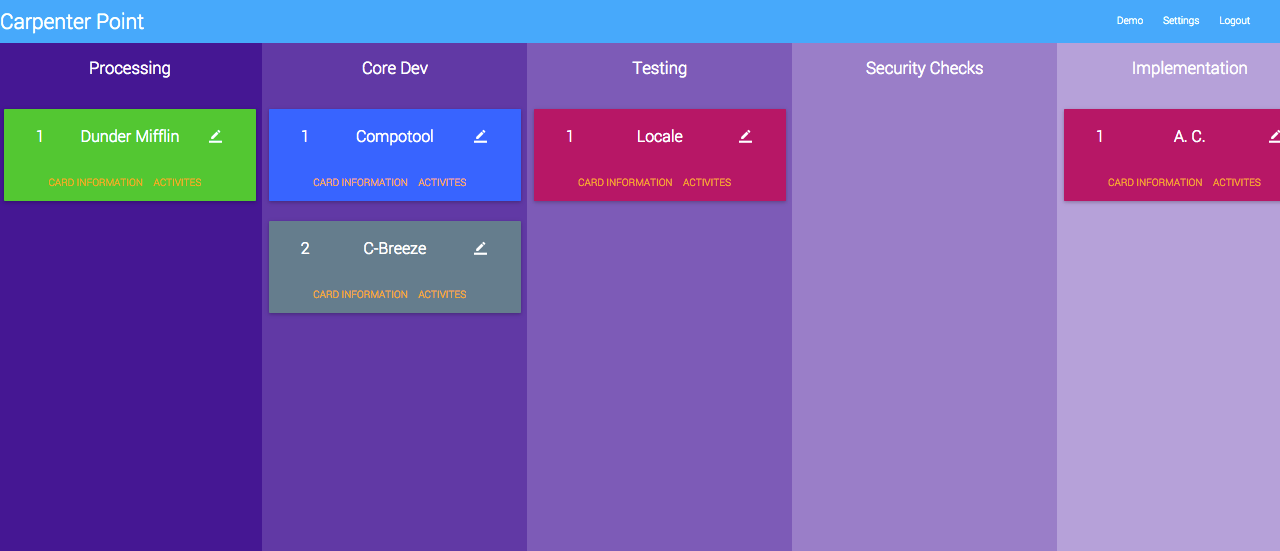 Carpenter Point
Demo Settings Logout
Processing
1 Dunder Mifflin
CARD INFORMATION ACTIVITES
Core Dev
1 Compotool
CARD INFORMATION ACTIVITES
2 C-Breeze
CARD INFORMATION ACTIVITES
Testing
1 Locale
CARD INFORMATION ACTIVITES
Security Checks
Implementation
1 A. C.
CARD INFORMATION ACTIVITES